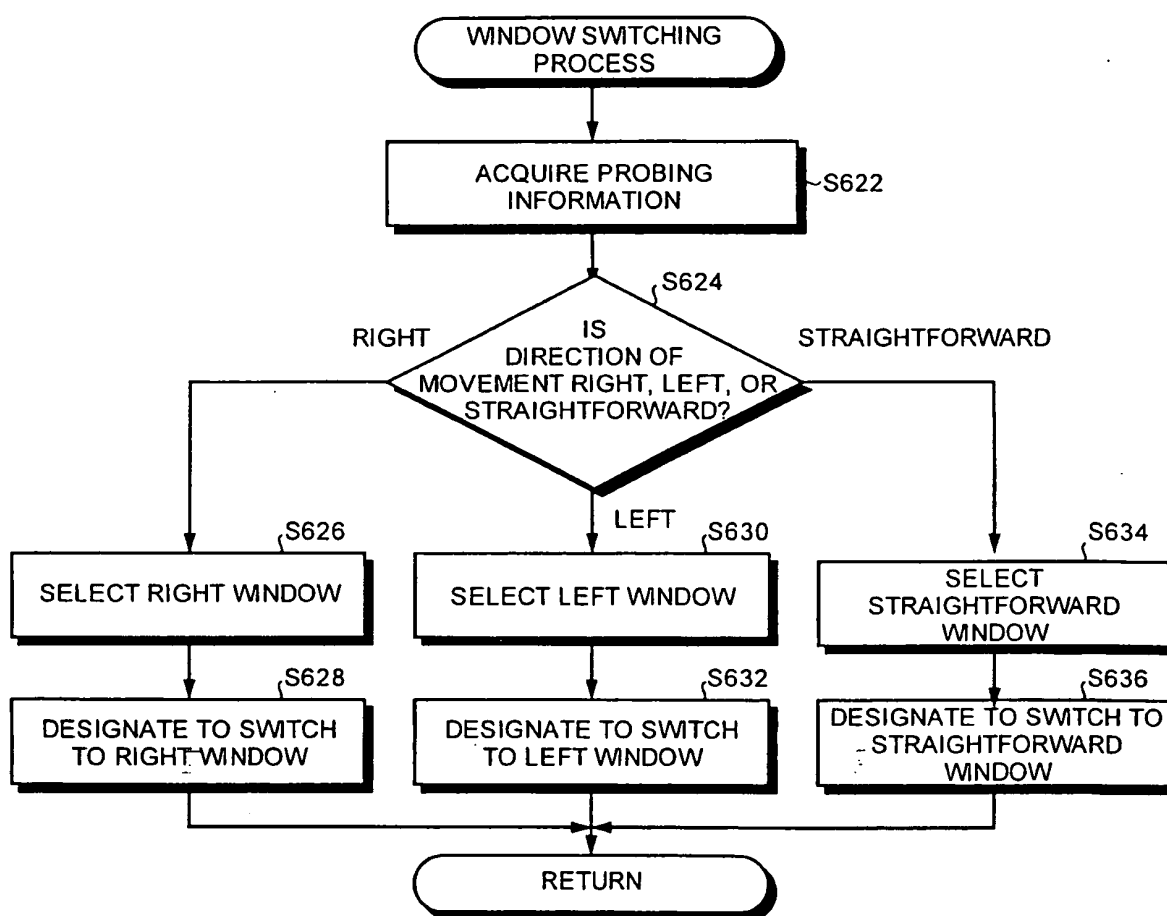 WINDOW SWITCHING
PROCESS
ACQUIRE PROBING
INFORMATION
S622
S624
IS
DIRECTION OF
MOVEMENT RIGHT, LEFT, OR
STRAIGHTFORWARD?
RIGHT
STRAIGHTFORWARD
LEFT
S626
SELECT RIGHT WINDOW
S630
SELECT LEFT WINDOW
S634
SELECT
STRAIGHTFORWARD
WINDOW
S628
DESIGNATE TO SWITCH
TO RIGHT WINDOW
S632
DESIGNATE TO SWITCH
TO LEFT WINDOW
S636
DESIGNATE TO SWITCH TO
STRAIGHTFORWARD
WINDOW
RETURN